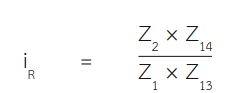 i_R = (Z_2 × Z_14) / (Z_1 × Z_13)